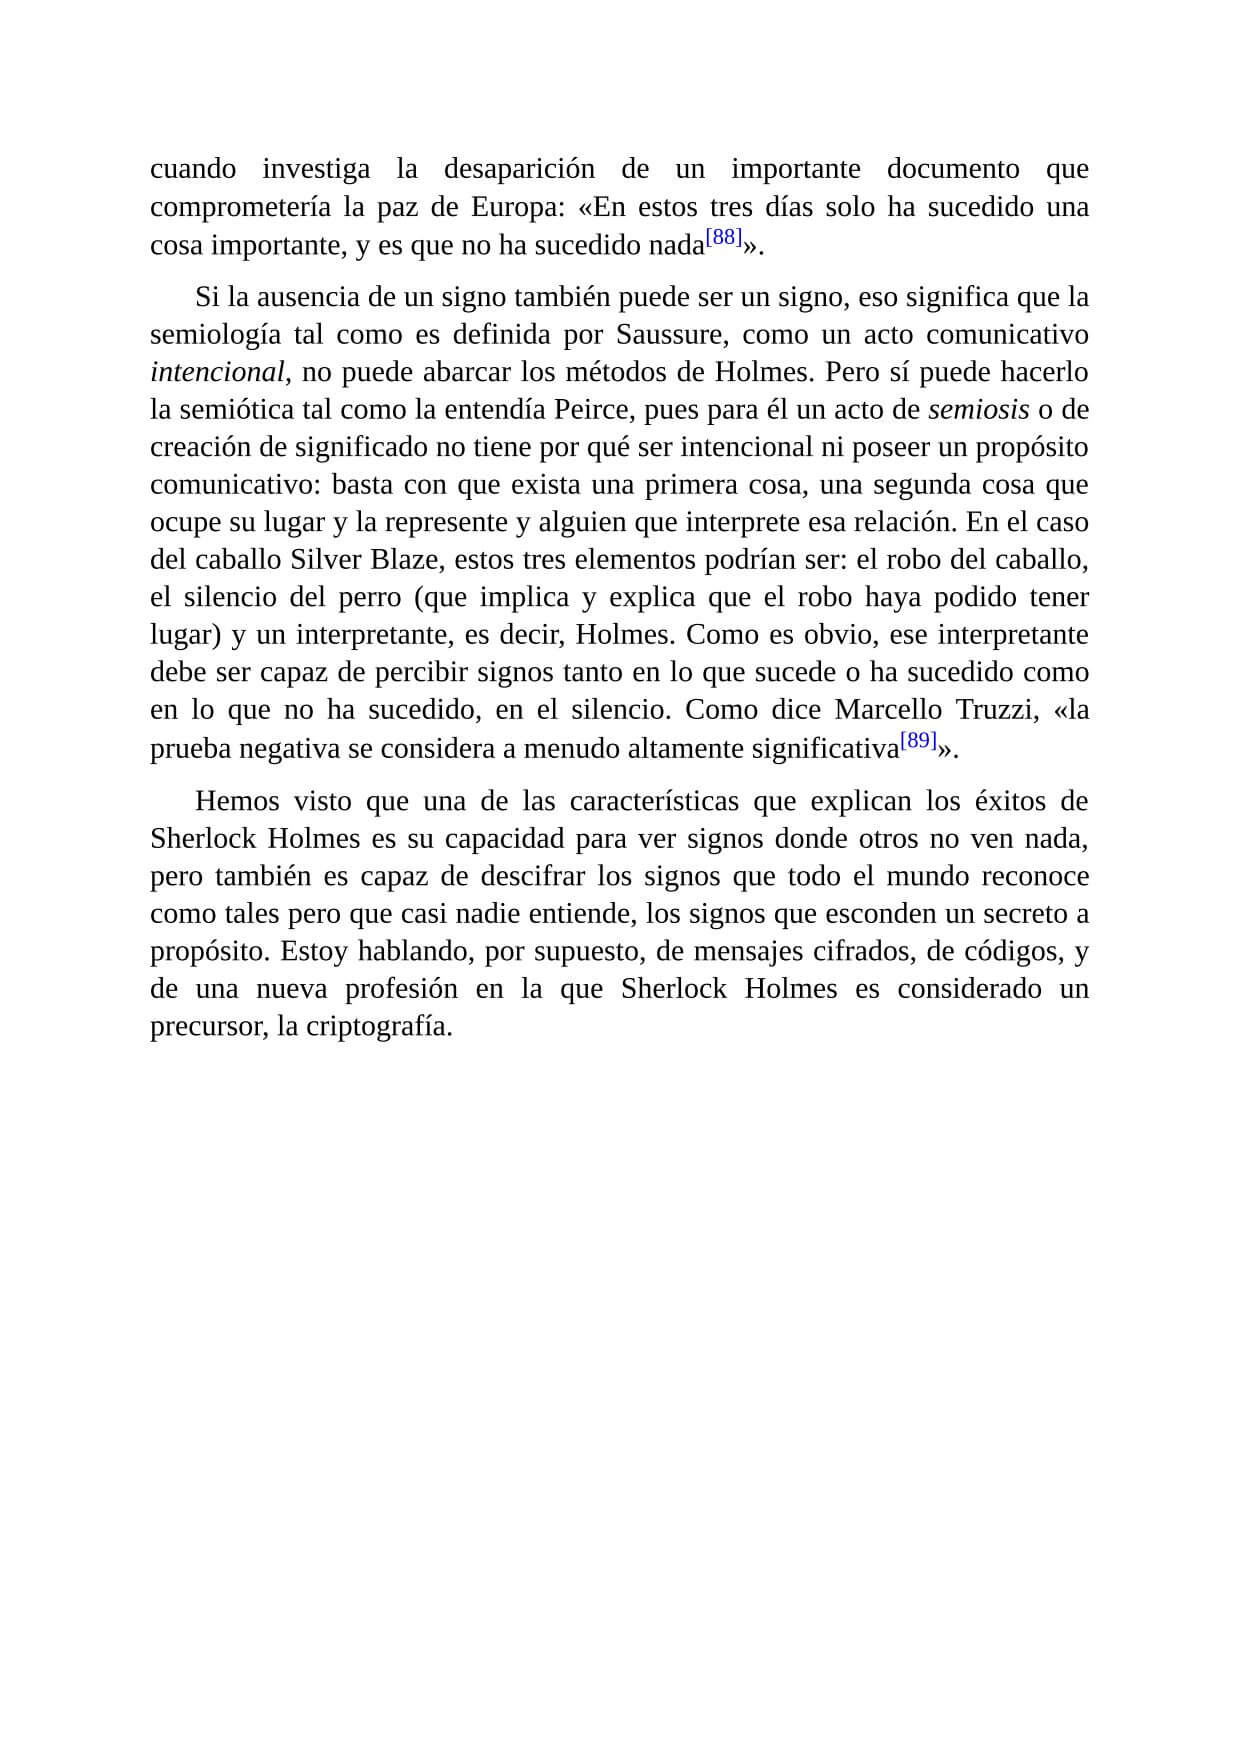 cuando investiga la desaparición de un importante documento que
comprometería la paz de Europa: «En estos tres días solo ha sucedido una
cosa importante, y es que no ha sucedido nada[88]».
Si la ausencia de un signo también puede ser un signo, eso significa que la
semiología tal como es definida por Saussure, como un acto comunicativo
intencional, no puede abarcar los métodos de Holmes. Pero sí puede hacerlo
la semiótica tal como la entendía Peirce, pues para él un acto de semiosis o de
creación de significado no tiene por qué ser intencional ni poseer un propósito
comunicativo: basta con que exista una primera cosa, una segunda cosa que
ocupe su lugar y la represente y alguien que interprete esa relación. En el caso
del caballo Silver Blaze, estos tres elementos podrían ser: el robo del caballo,
el silencio del perro (que implica y explica que el robo haya podido tener
lugar) y un interpretante, es decir, Holmes. Como es obvio, ese interpretante
debe ser capaz de percibir signos tanto en lo que sucede o ha sucedido como
en lo que no ha sucedido, en el silencio. Como dice Marcello Truzzi, «la
prueba negativa se considera a menudo altamente significativa[89]».
Hemos visto que una de las características que explican los éxitos de
Sherlock Holmes es su capacidad para ver signos donde otros no ven nada,
pero también es capaz de descifrar los signos que todo el mundo reconoce
como tales pero que casi nadie entiende, los signos que esconden un secreto a
propósito. Estoy hablando, por supuesto, de mensajes cifrados, de códigos, y
de una nueva profesión en la que Sherlock Holmes es considerado un
precursor, la criptografía.